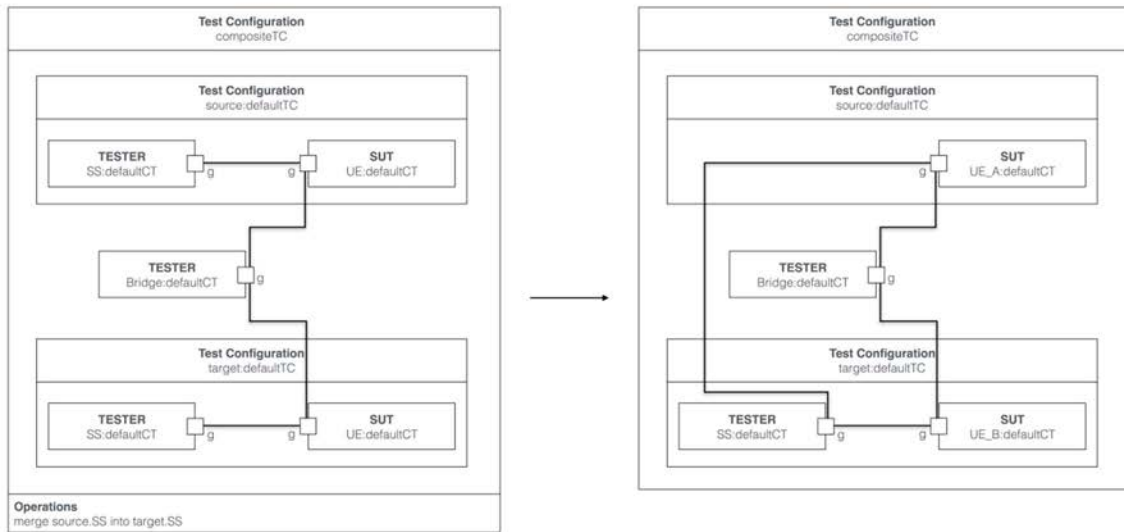 Test Configuration
compositeTC
Test Configuration
source:defaultTC
TESTER
SS:defaultCT
g
g
SUT
UE:defaultCT
TESTER
Bridge:defaultCT
g
Test Configuration
target:defaultTC
TESTER
SS:defaultCT
g
g
SUT
UE:defaultCT
Operations
merge source.SS into target.SS
Test Configuration
compositeTC
Test Configuration
source:defaultTC
g
SUT
UE_A:defaultCT
TESTER
Bridge:defaultCT
g
Test Configuration
target:defaultTC
TESTER
SS:defaultCT
g
g
SUT
UE_B:defaultCT